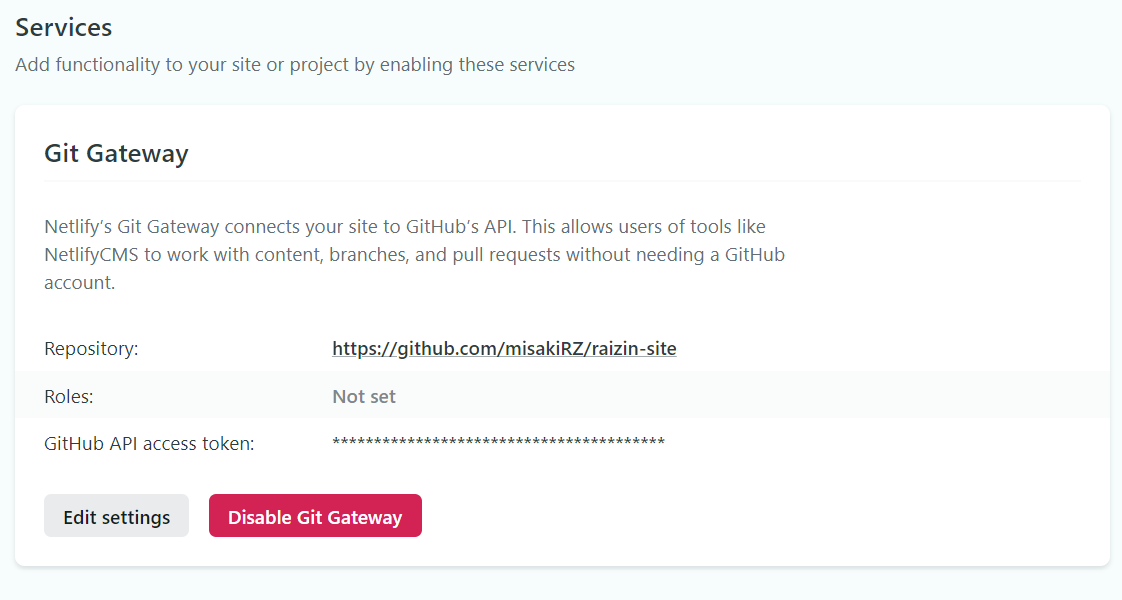 Services
Add functionality to your site or project by enabling these services
Git Gateway
Netlify’s Git Gateway connects your site to GitHub’s API. This allows users of tools like
NetlifyCMS to work with content, branches, and pull requests without needing a GitHub
account.
Repository: https://github.com/misakiRZ/raizin-site
Roles: Not set
GitHub API access token: ****************************************
Edit settings Disable Git Gateway